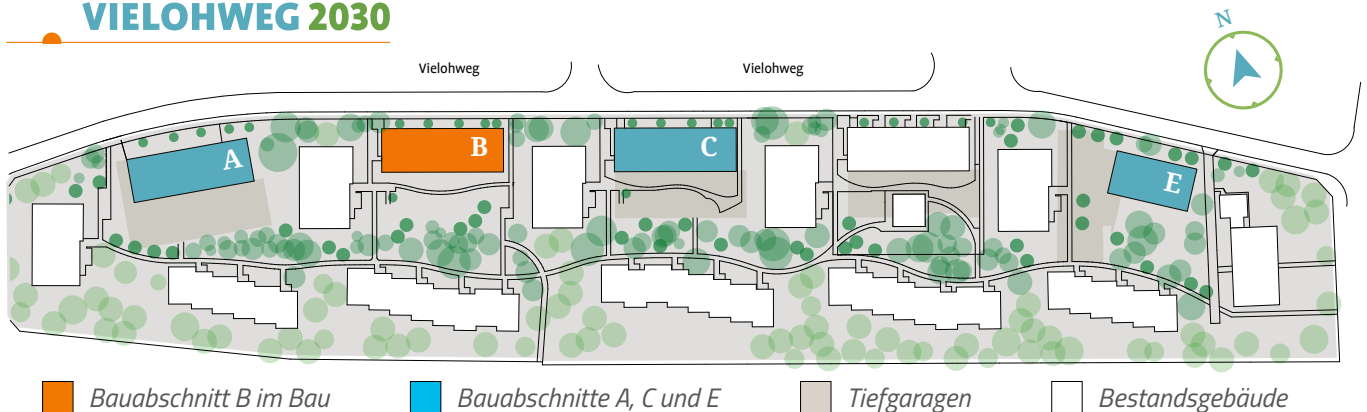 VIELOHWEG 2030
N
Vielohweg
Vielohweg
A
B
C
E
Bauabschnitt B im Bau
Bauabschnitte A, C und E
Tiefgaragen
Bestandsgebäude